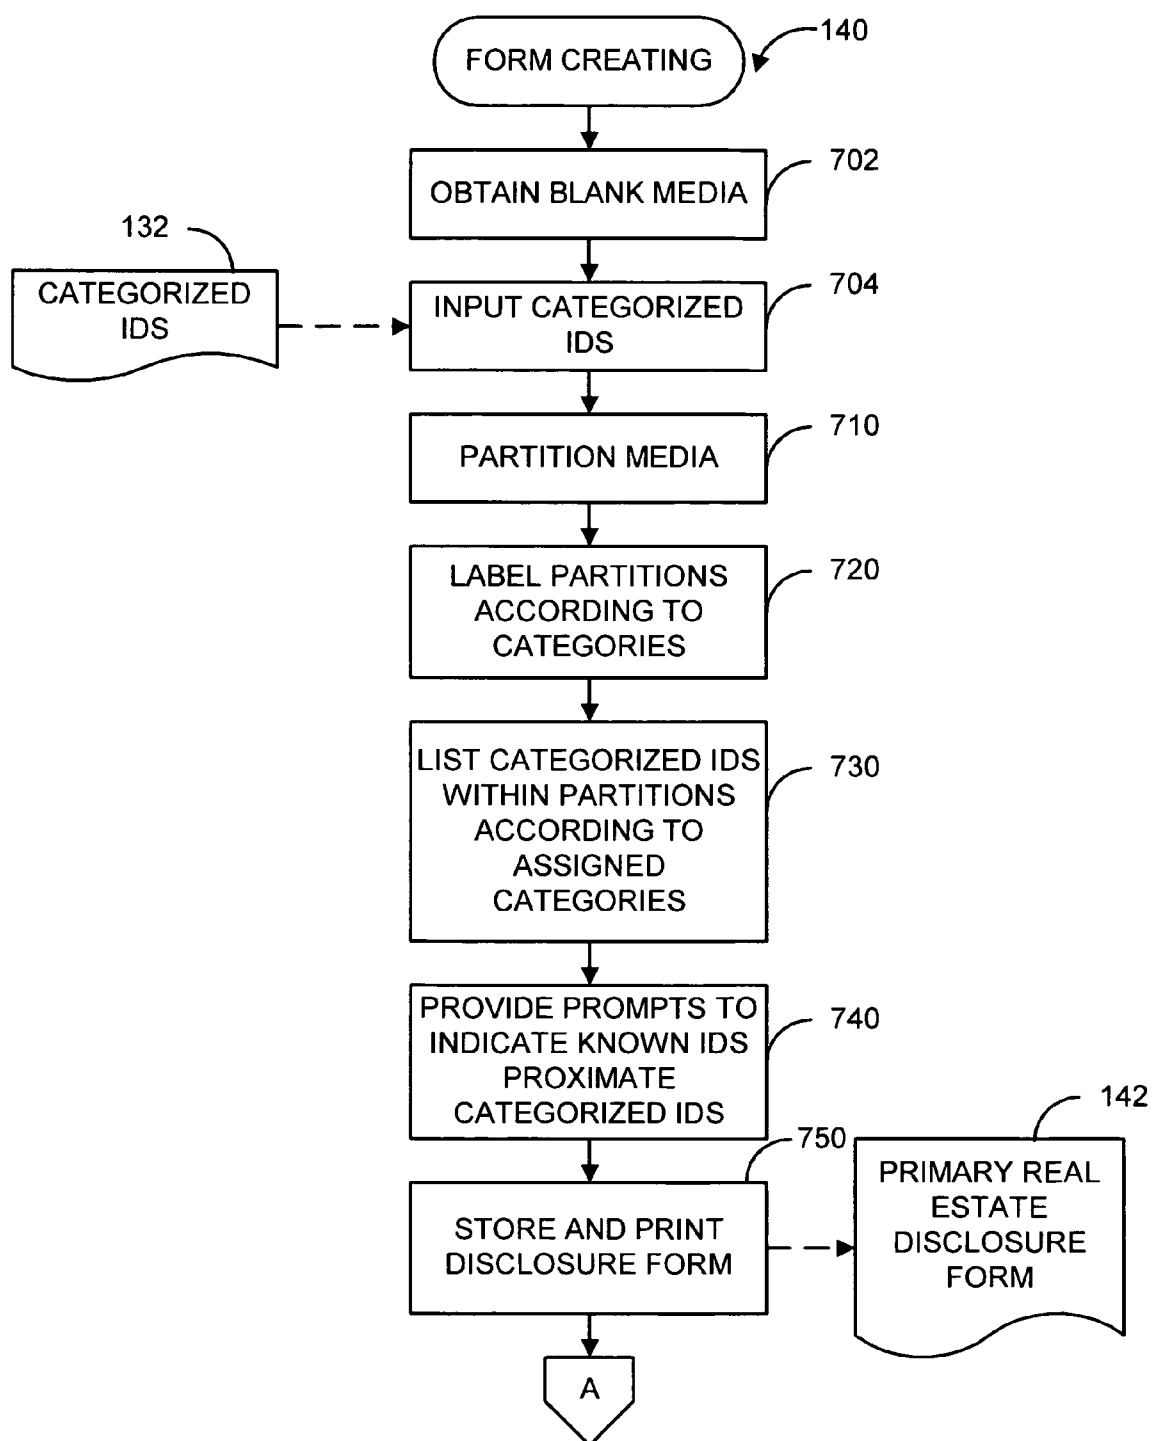 FORM CREATING
140
OBTAIN BLANK MEDIA
702
132
CATEGORIZED
IDS
INPUT CATEGORIZED
IDS
704
PARTITION MEDIA
710
LABEL PARTITIONS
ACCORDING TO
CATEGORIES
720
LIST CATEGORIZED IDS
WITHIN PARTITIONS
ACCORDING TO
ASSIGNED
CATEGORIES
730
PROVIDE PROMPTS TO
INDICATE KNOWN IDS
PROXIMATE
CATEGORIZED IDS
740
750
STORE AND PRINT
DISCLOSURE FORM
142
PRIMARY REAL
ESTATE
DISCLOSURE
FORM
A